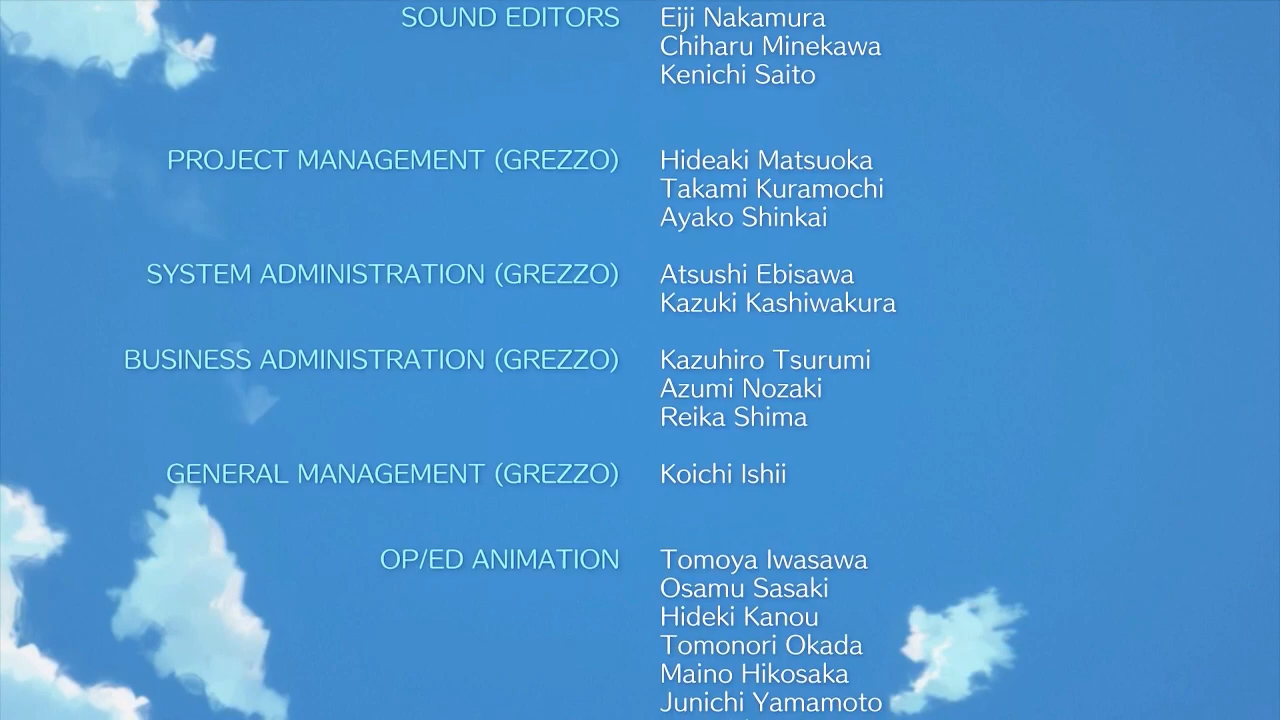 SOUND EDITORS Eiji Nakamura
Chiharu Minekawa
Kenichi Saito
PROJECT MANAGEMENT (GREZZO) Hideaki Matsuoka
Takami Kuramochi
Ayako Shinkai
SYSTEM ADMINISTRATION (GREZZO) Atsushi Ebisawa
Kazuki Kashiwakura
BUSINESS ADMINISTRATION (GREZZO) Kazuhiro Tsurumi
Azumi Nozaki
Reika Shima
GENERAL MANAGEMENT (GREZZO) Koichi Ishii
OP/ED ANIMATION Tomoya Iwasawa
Osamu Sasaki
Hideki Kanou
Tomonori Okada
Maino Hikosaka
Junichi Yamamoto